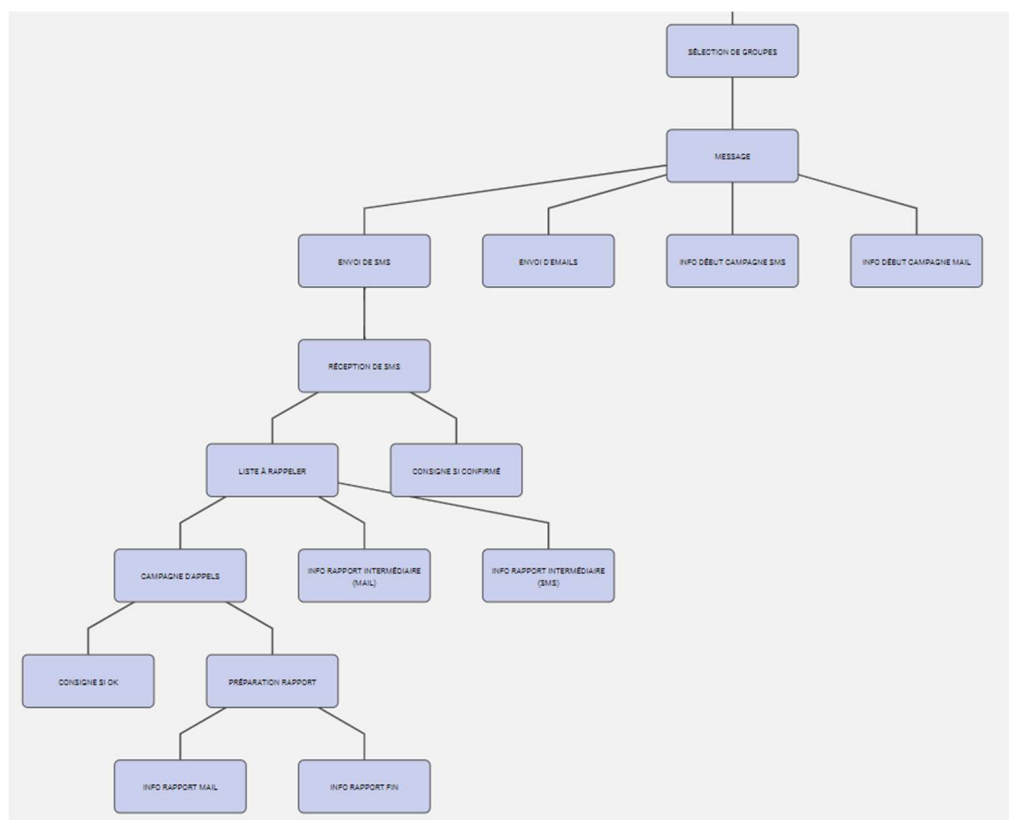 SÉLECTION DE GROUPES
MESSAGE
ENVOI DE SMS
ENVOI D'EMAILS
INFO DÉBUT CAMPAGNE SMS
INFO DÉBUT CAMPAGNE MAIL
RÉCEPTION DE SMS
LISTE À RAPPELER
CONSIGNE SI CONFIRMÉ
CAMPAGNE D'APPELS
INFO RAPPORT INTERMÉDIAIRE
(MAIL)
INFO RAPPORT INTERMÉDIAIRE
(SMS)
CONSIGNE SI OK
PRÉPARATION RAPPORT
INFO RAPPORT MAIL
INFO RAPPORT FIN